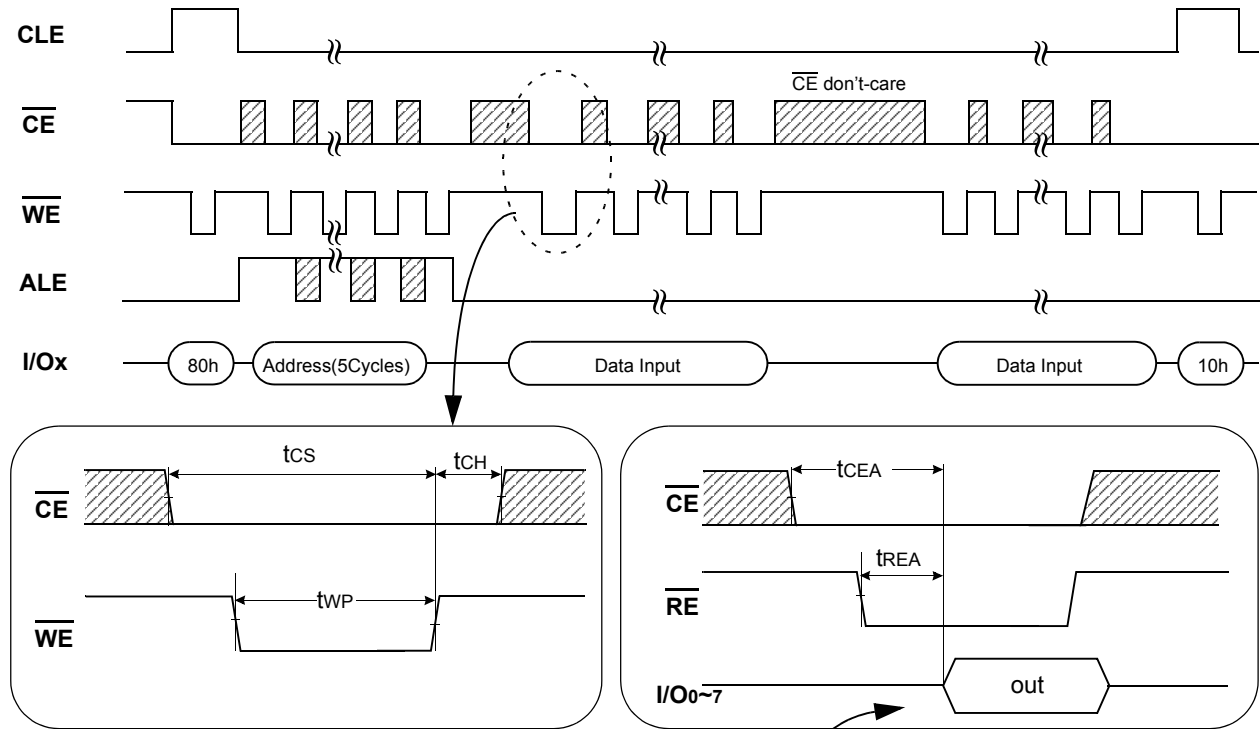 CLE
CE don't-care
CE
WE
ALE
I/Ox
80h
Address(5Cycles)
Data Input
Data Input
10h
tCS
tCH
CE
tWP
WE
tCEA
CE
tREA
RE
I/O0~7
out